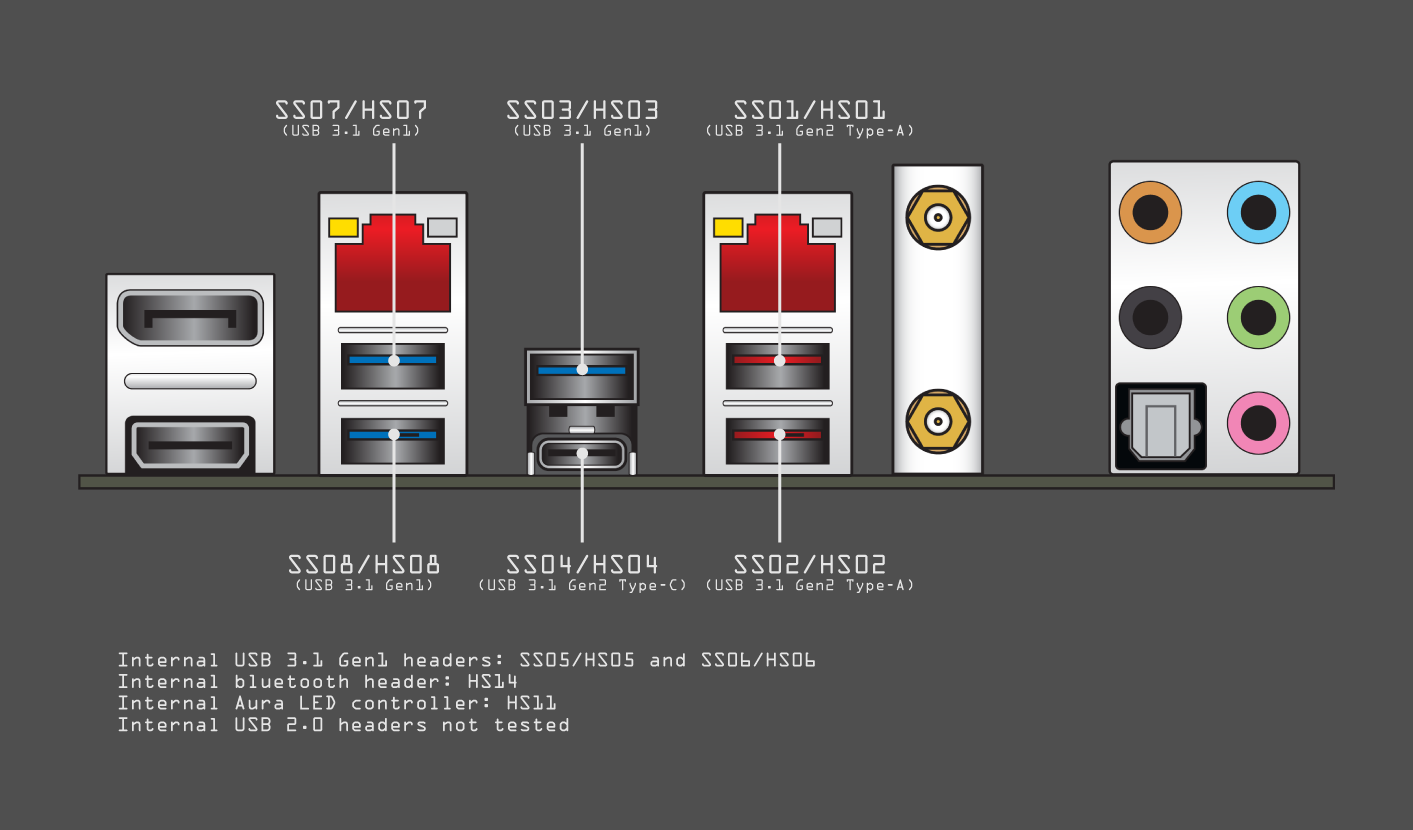 SS07/HS07
(USB 3.1 Gen1)
SS03/HS03
(USB 3.1 Gen1)
SS01/HS01
(USB 3.1 Gen2 Type-A)
SS08/HS08
(USB 3.1 Gen1)
SS04/HS04
(USB 3.1 Gen2 Type-C)
SS02/HS02
(USB 3.1 Gen2 Type-A)
Internal USB 3.1 Gen1 headers: SS05/HS05 and SS06/HS06
Internal bluetooth header: HS14
Internal Aura LED controller: HS11
Internal USB 2.0 headers not tested